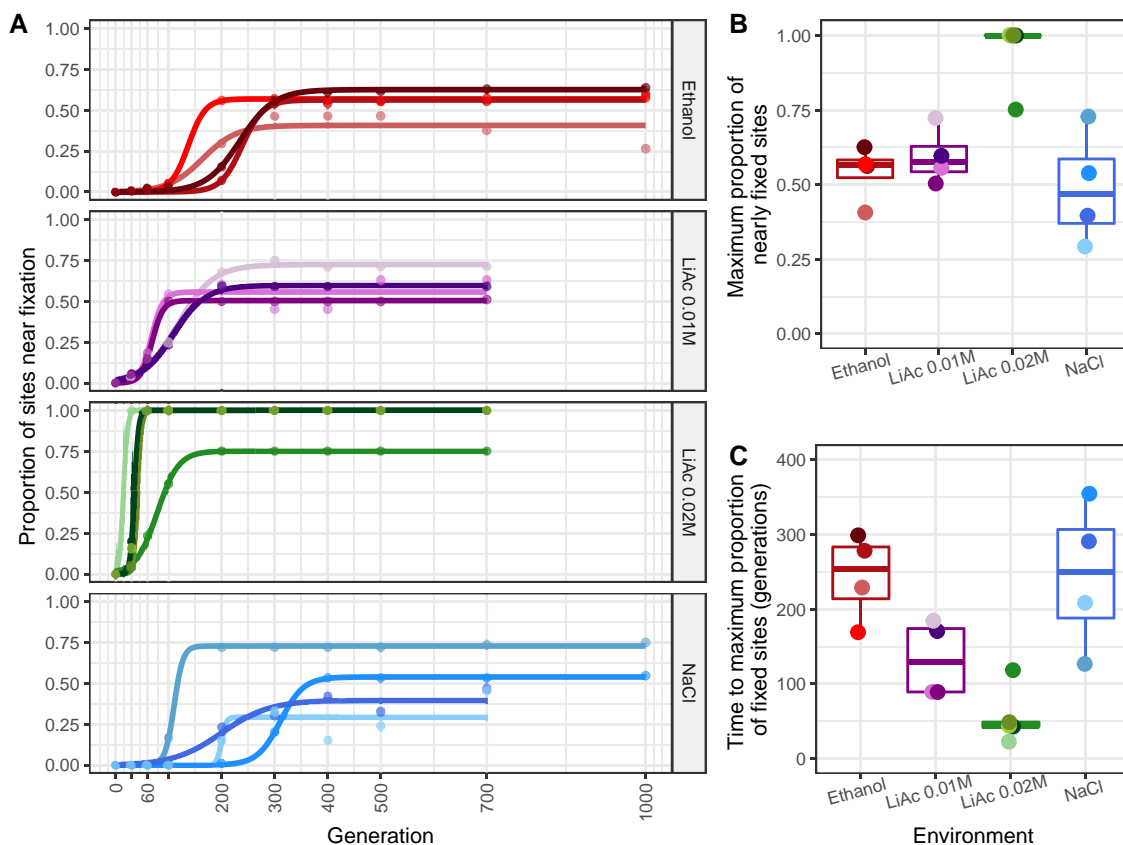 A
Proportion of sites near fixation
1.00
0.75
0.50
0.25
0.00
Ethanol
1.00
0.75
0.50
0.25
0.00
LiAc 0.01M
1.00
0.75
0.50
0.25
0.00
LiAc 0.02M
1.00
0.75
0.50
0.25
0.00
NaCl
0
60
100
200
300
400
500
700
1000
Generation
B
Maximum proportion of
nearly fixed sites
1.00
0.75
0.50
0.25
0.00
Ethanol
LiAc 0.01M
LiAc 0.02M
NaCl
C
Time to maximum proportion
of fixed sites (generations)
400
300
200
100
0
Ethanol
LiAc 0.01M
LiAc 0.02M
NaCl
Environment